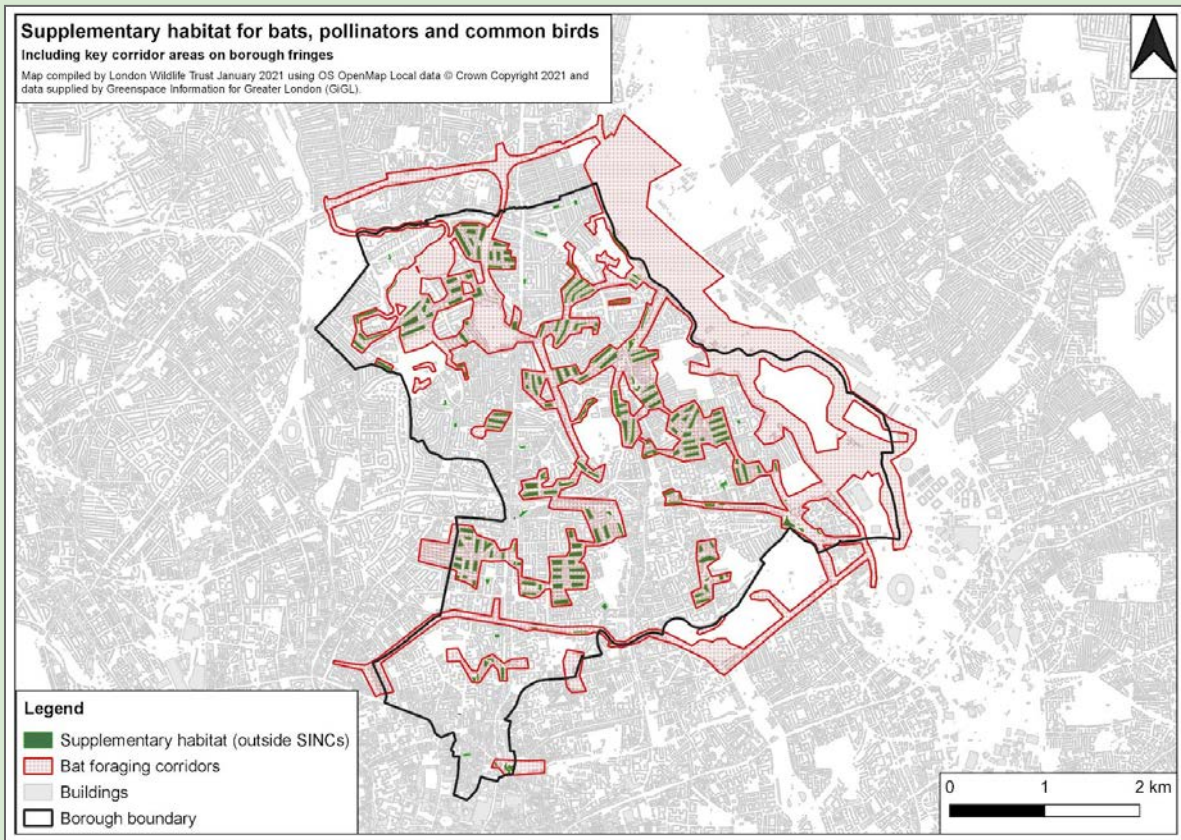 Supplementary habitat for bats, pollinators and common birds
Including key corridor areas on borough fringes
Map compiled by London Wildlife Trust January 2021 using OS OpenMap Local data © Crown Copyright 2021 and
data supplied by Greenspace Information for Greater London (GiGL).
Legend
Supplementary habitat (outside SINCs)
Bat foraging corridors
Buildings
Borough boundary
0 1 2 km